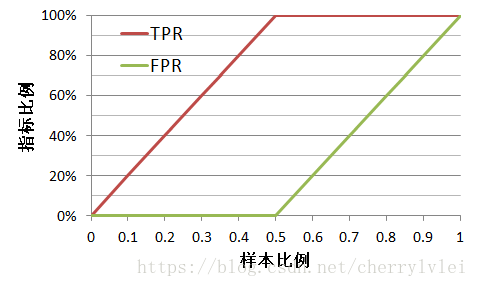 100%
TPR
80%
FPR
60%
40%
20%
0%
指标比例
0 0.1 0.2 0.3 0.4 0.5 0.6 0.7 0.8 0.9 1
样本比例
https://blog.csdn.net/cherrylvlei